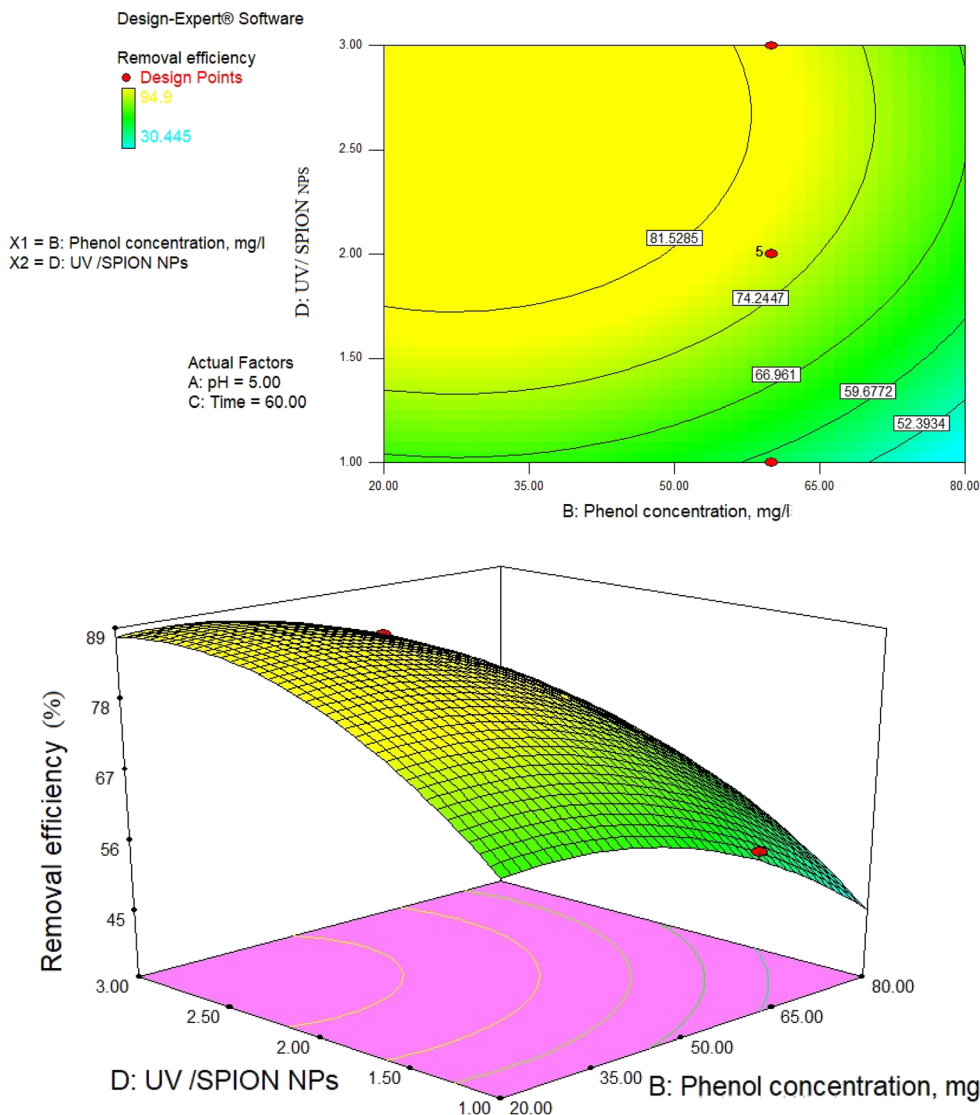 Design-Expert® Software
Removal efficiency
Design Points
94.9
30.445
X1 = B: Phenol concentration, mg/l
X2 = D: UV /SPION NPs
Actual Factors
A: pH = 5.00
C: Time = 60.00
D: UV/ SPION NPS
3.00
2.50
2.00
1.50
1.00
81.5285
5
74.2447
66.961
59.6772
52.3934
20.00 35.00 50.00 65.00 80.00
B: Phenol concentration, mg/l
Removal efficiency (%)
89
78
67
56
45
3.00
2.50
2.00
1.50
1.00
20.00
35.00
50.00
65.00
80.00
D: UV /SPION NPs
B: Phenol concentration, mg